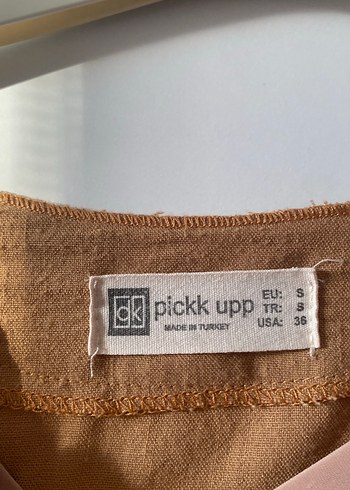 pk pickk upp
MADE IN TURKEY
EU: S
TR: S
USA: 36